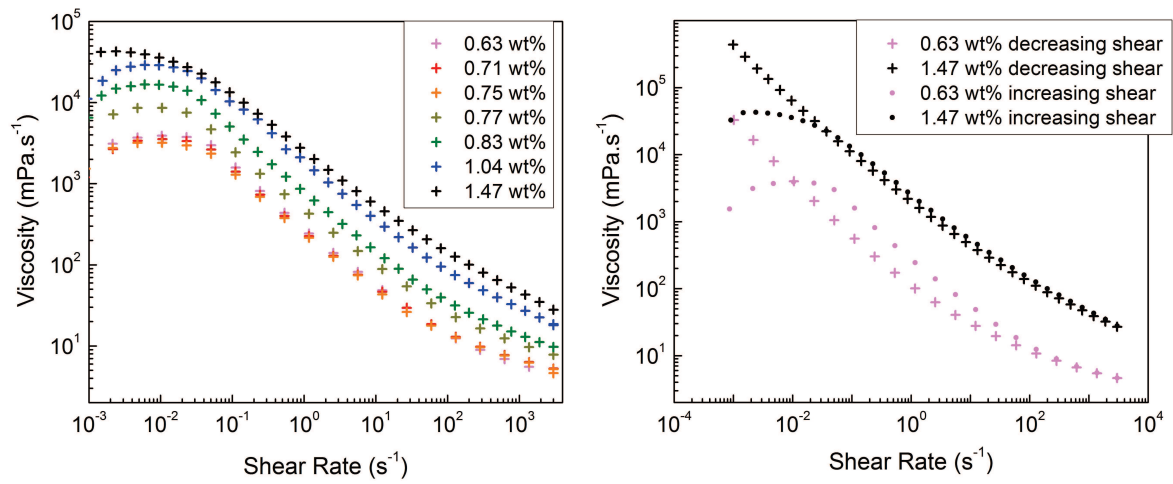 10^5
10^4
10^3
10^2
10^1
Viscosity (mPa.s^-1)
0.63 wt%
0.71 wt%
0.75 wt%
0.77 wt%
0.83 wt%
1.04 wt%
1.47 wt%
10^-3 10^-2 10^-1 10^0 10^1 10^2 10^3
Shear Rate (s^-1)
10^5
10^4
10^3
10^2
10^1
Viscosity (mPa.s^-1)
0.63 wt% decreasing shear
1.47 wt% decreasing shear
0.63 wt% increasing shear
1.47 wt% increasing shear
10^-4 10^-2 10^0 10^2 10^4
Shear Rate (s^-1)